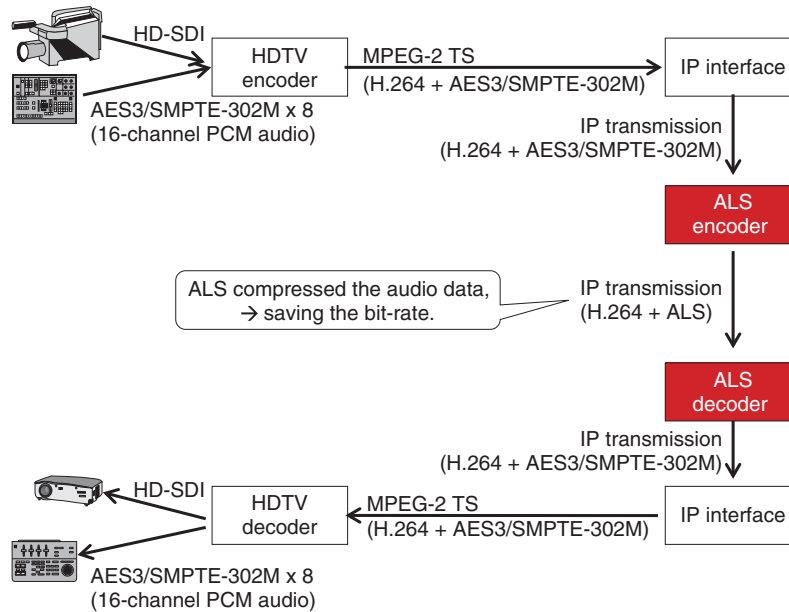 HD-SDI
HDTV
encoder
MPEG-2 TS
(H.264 + AES3/SMPTE-302M)
IP interface
AES3/SMPTE-302M x 8
(16-channel PCM audio)
IP transmission
(H.264 + AES3/SMPTE-302M)
ALS
encoder
ALS compressed the audio data,
→ saving the bit-rate.
IP transmission
(H.264 + ALS)
ALS
decoder
IP transmission
(H.264 + AES3/SMPTE-302M)
HD-SDI
HDTV
decoder
MPEG-2 TS
(H.264 + AES3/SMPTE-302M)
IP interface
AES3/SMPTE-302M x 8
(16-channel PCM audio)